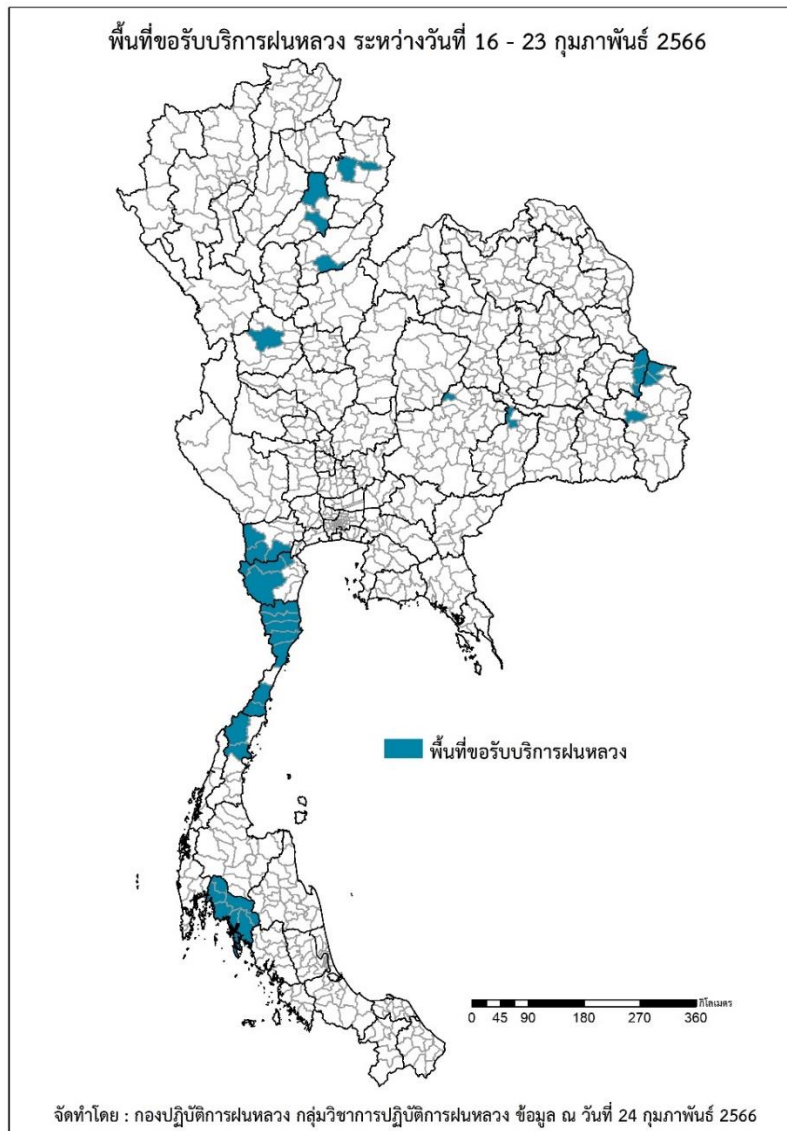 พื้นที่ขอรับบริการฝนหลวง ระหว่างวันที่ 16 - 23 กุมภาพันธ์ 2566
พื้นที่ขอรับบริการฝนหลวง
กิโลเมตร
0 45 90 180 270 360
จัดทำโดย : กองปฏิบัติการฝนหลวง กลุ่มวิชาการปฏิบัติการฝนหลวง ข้อมูล ณ วันที่ 24 กุมภาพันธ์ 2566